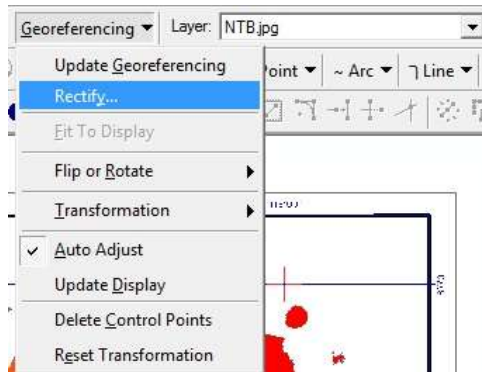 Georeferencing Layer: NTB.jpg
Update Georeferencing
Point Arc Line
Rectify...
Fit To Display
Flip or Rotate
Transformation
Auto Adjust
Update Display
Delete Control Points
Reset Transformation